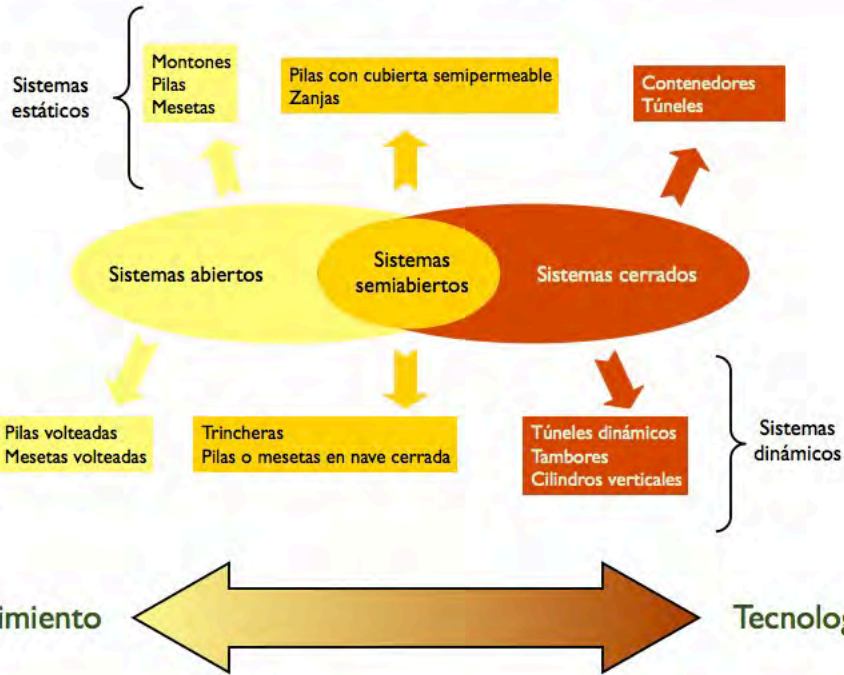 Sistemas
estáticos
Montones
Pilas
Mesetas
Pilas con cubierta semipermeable
Zanjas
Contenedores
Túneles
Sistemas abiertos
Sistemas
semiabiertos
Sistemas cerrados
Pilas volteadas
Mesetas volteadas
Trincheras
Pilas o mesetas en nave cerrada
Túneles dinámicos
Tambores
Cilindros verticales
Sistemas
dinámicos
imiento
Tecnolog